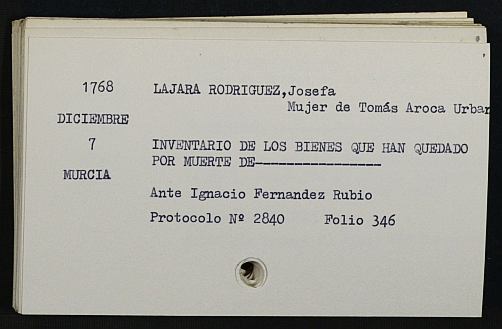 1768 LAJARA RODRIGUEZ,Josefa
Mujer de Tomás Aroca Urban
DICIEMBRE
7 INVENTARIO DE LOS BIENES QUE HAN QUEDADO
POR MUERTE DE----------------
MURCIA
Ante Ignacio Fernandez Rubio
Protocolo Nº 2840 Folio 346